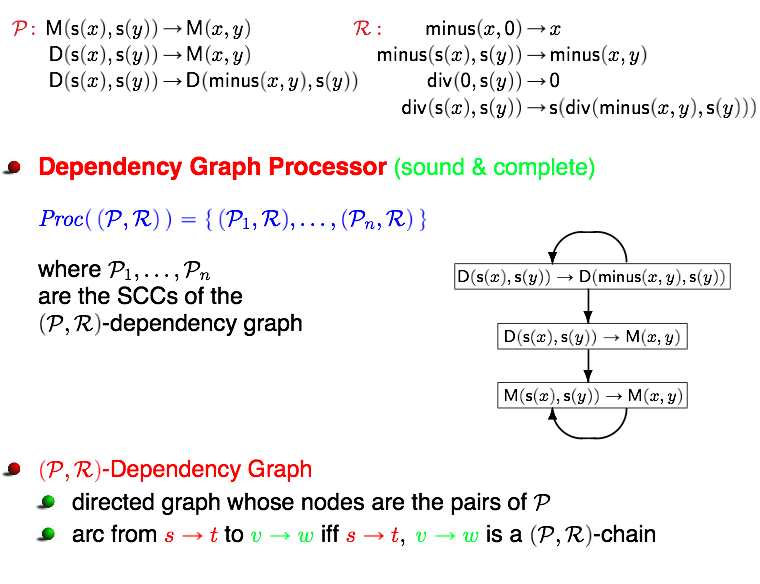 𝒫: M(s(x), s(y)) → M(x, y)
D(s(x), s(y)) → M(x, y)
D(s(x), s(y)) → D(minus(x, y), s(y))
ℛ: minus(x, 0) → x
minus(s(x), s(y)) → minus(x, y)
div(0, s(y)) → 0
div(s(x), s(y)) → s(div(minus(x, y), s(y)))
Dependency Graph Processor (sound & complete)
Proc( (𝒫, ℛ) ) = { (𝒫₁, ℛ), . . . , (𝒫ₙ, ℛ) }
where 𝒫₁, . . . , 𝒫ₙ
are the SCCs of the
(𝒫, ℛ)-dependency graph
D(s(x), s(y)) → D(minus(x, y), s(y))
D(s(x), s(y)) → M(x, y)
M(s(x), s(y)) → M(x, y)
(𝒫, ℛ)-Dependency Graph
directed graph whose nodes are the pairs of 𝒫
arc from s → t to v → w iff s → t, v → w is a (𝒫, ℛ)-chain